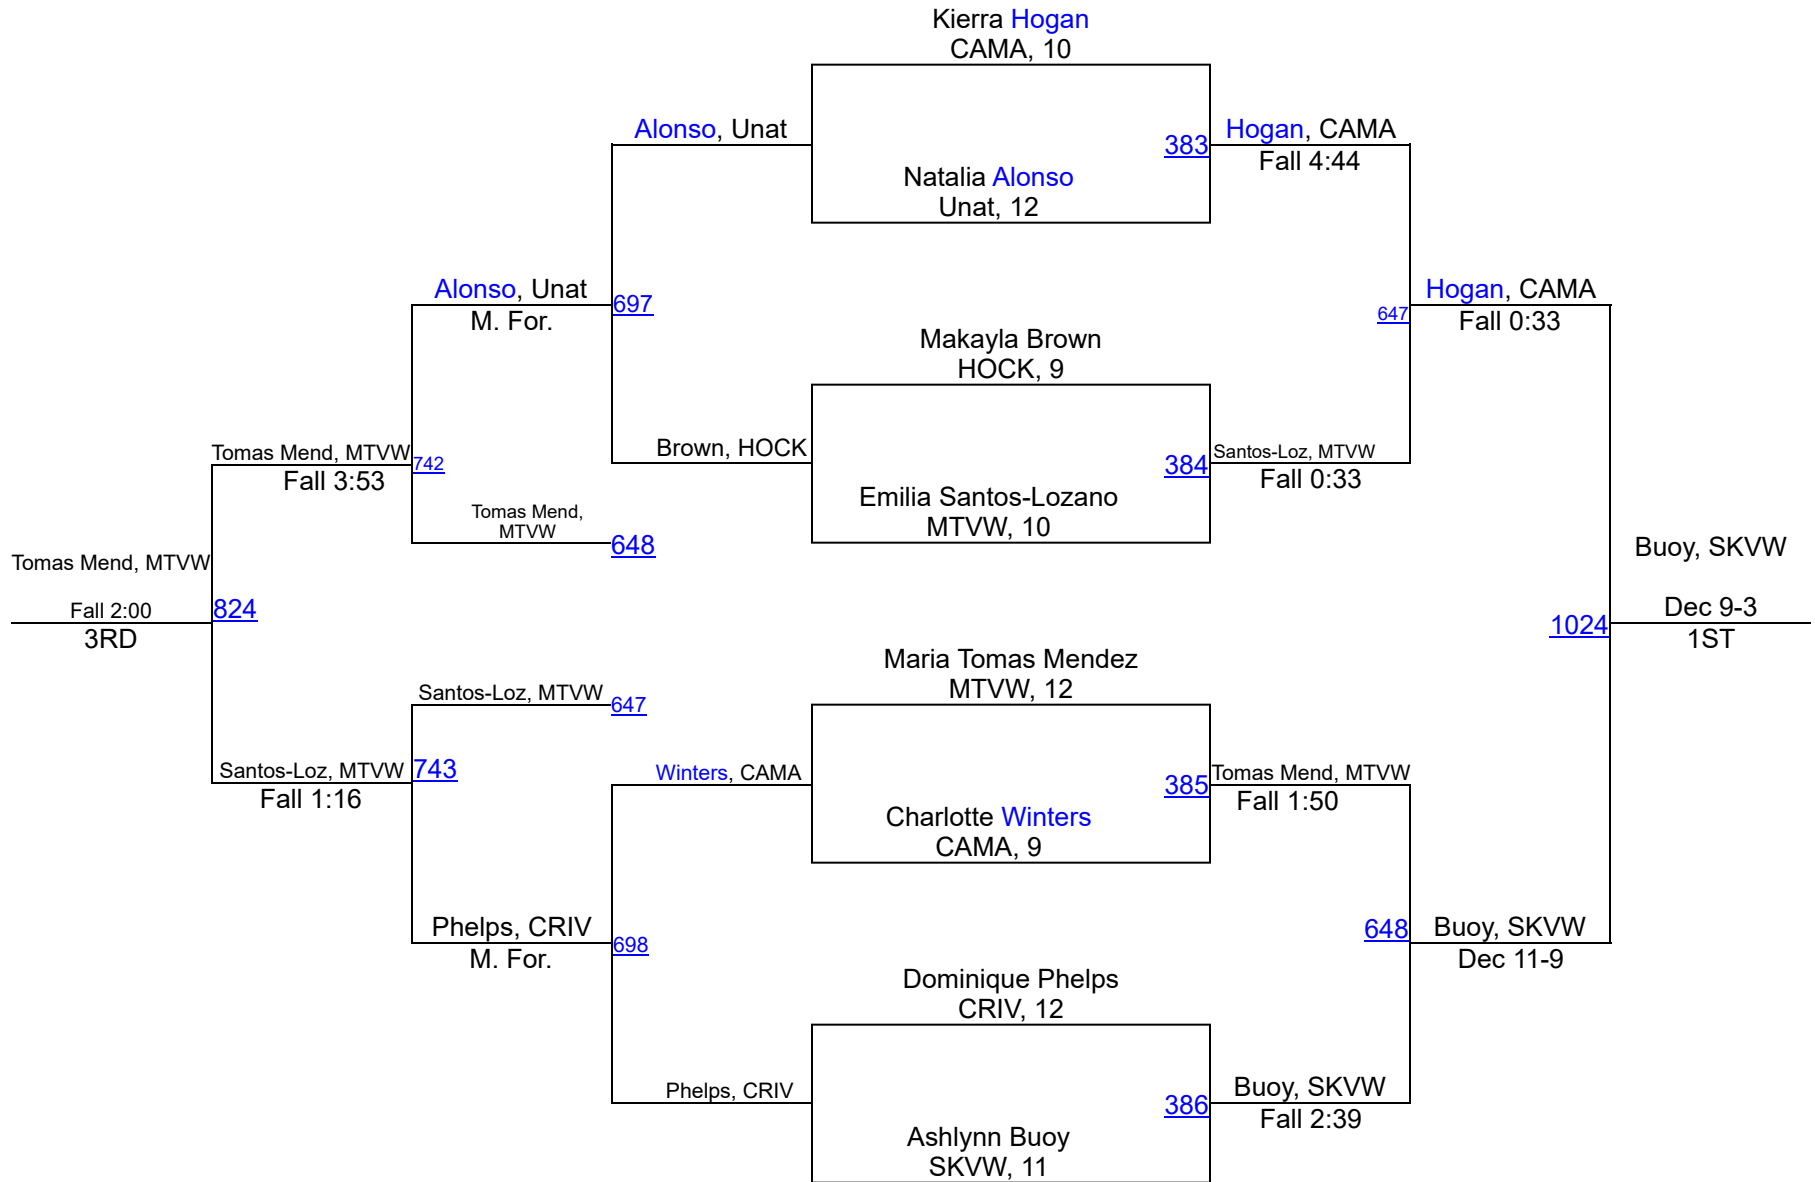 Kierra Hogan
CAMA, 10
Alonso, Unat
383
Hogan, CAMA
Fall 4:44
Natalia Alonso
Unat, 12
Alonso, Unat
M. For.
697
647
Hogan, CAMA
Fall 0:33
Makayla Brown
HOCK, 9
Brown, HOCK
384
Santos-Loz, MTVW
Fall 0:33
Tomas Mend, MTVW
Fall 3:53
742
Emilia Santos-Lozano
MTVW, 10
Tomas Mend,
MTVW
648
Tomas Mend, MTVW
Fall 2:00
3RD
824
Buoy, SKVW
Dec 9-3
1ST
1024
Maria Tomas Mendez
MTVW, 12
Santos-Loz, MTVW
647
Santos-Loz, MTVW
Fall 1:16
743
Winters, CAMA
385
Tomas Mend, MTVW
Fall 1:50
Charlotte Winters
CAMA, 9
Phelps, CRIV
M. For.
698
648
Buoy, SKVW
Dec 11-9
Dominique Phelps
CRIV, 12
Phelps, CRIV
386
Buoy, SKVW
Fall 2:39
Ashlynn Buoy
SKVW, 11